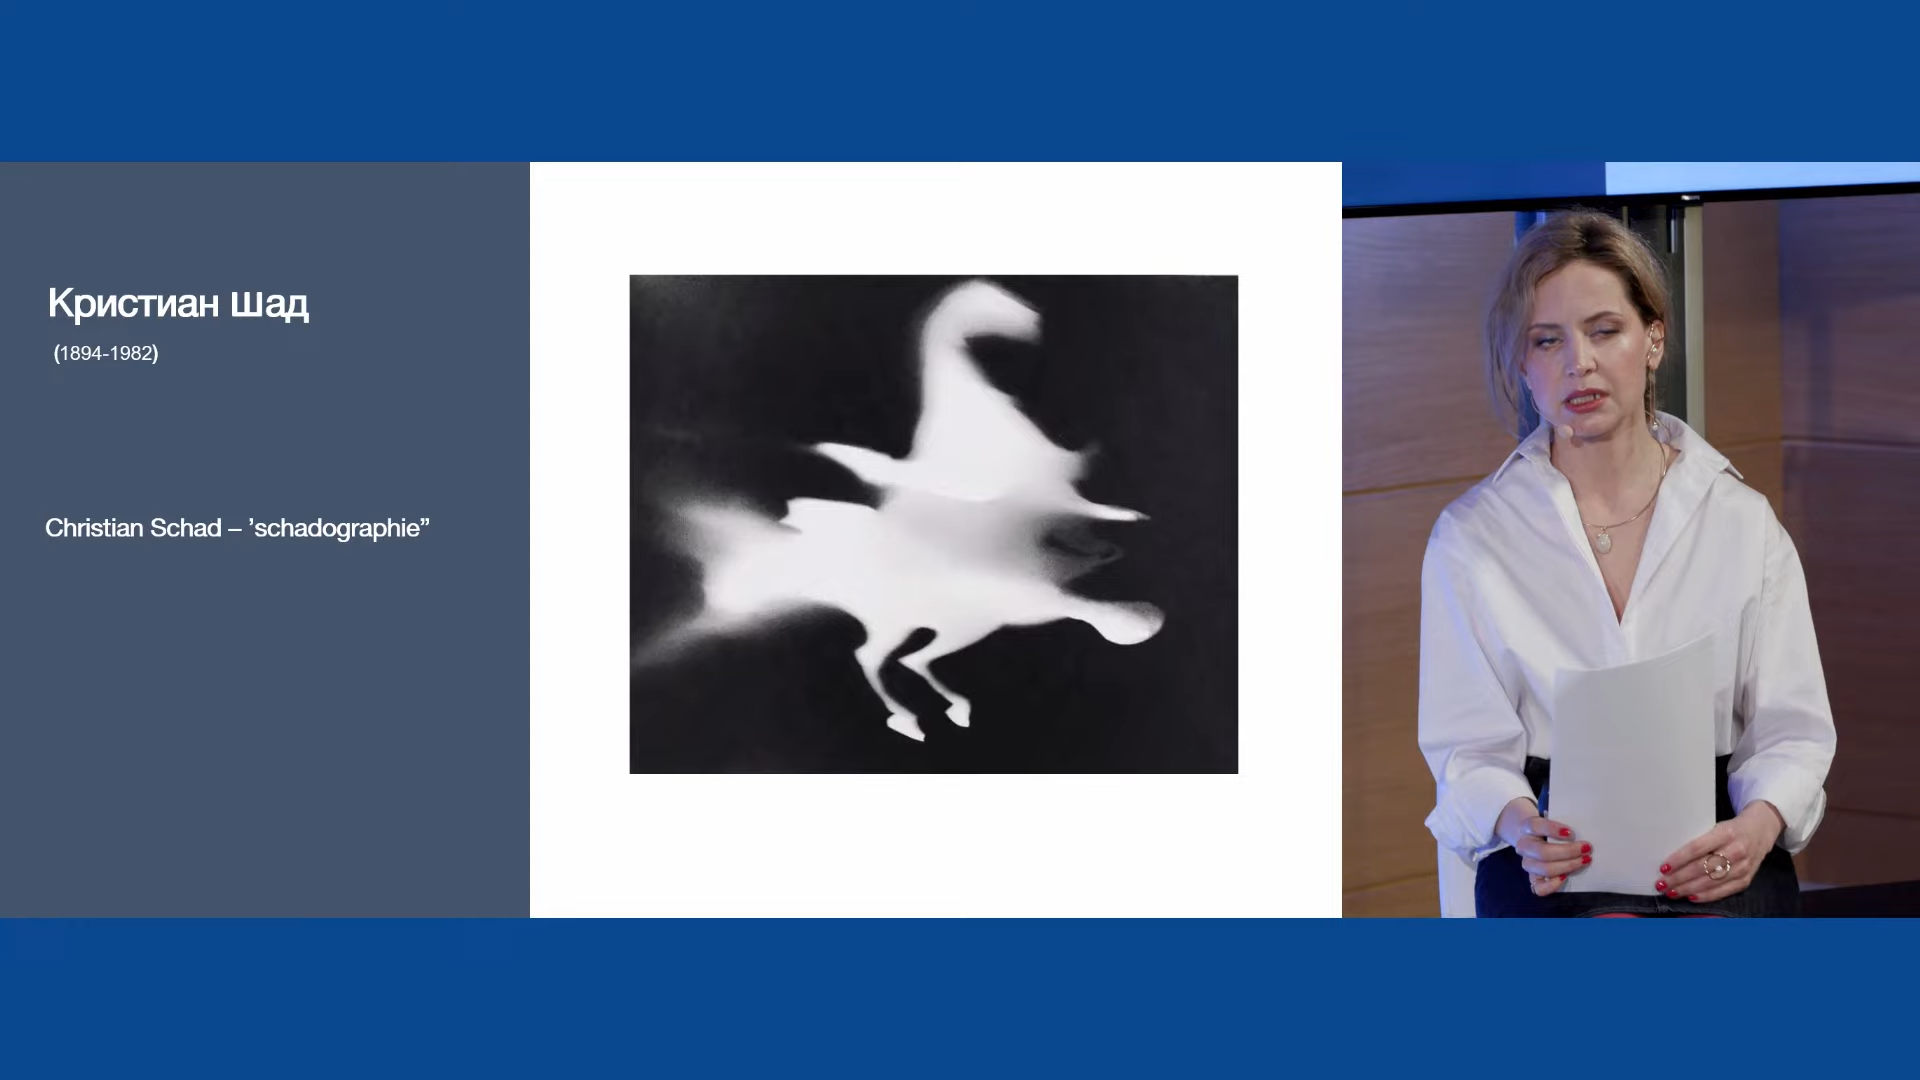 Кристиан Шад
(1894-1982)
Christian Schad – ’schadographie”